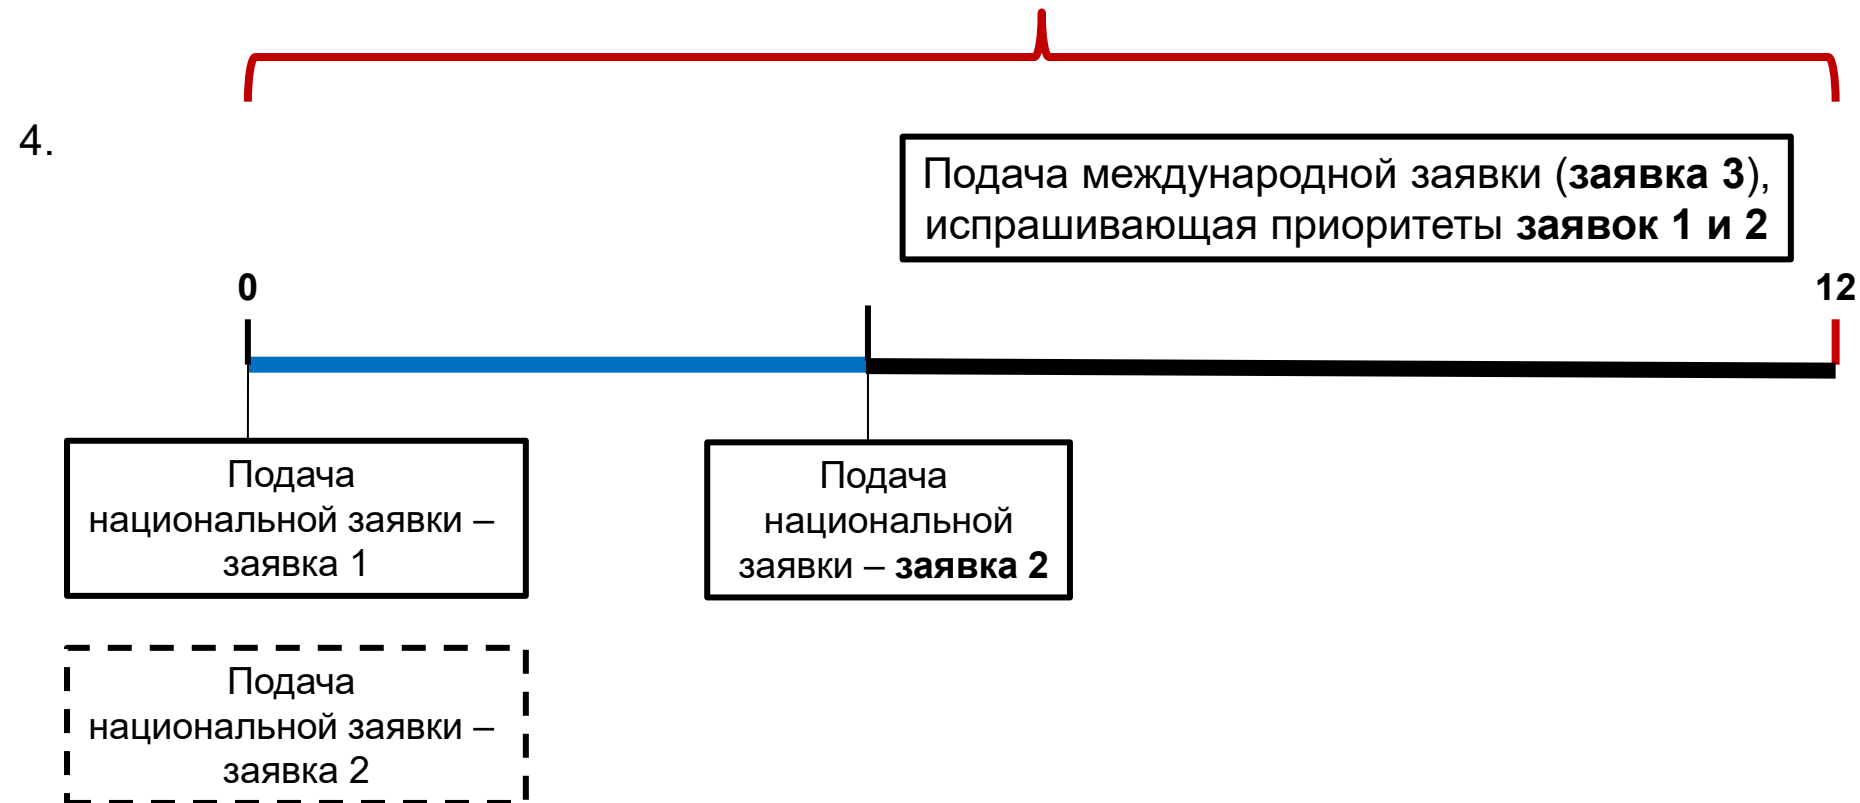 4.
Подача международной заявки (заявка 3),
испрашивающая приоритеты заявок 1 и 2
0
12
Подача
национальной заявки –
заявка 1
Подача
национальной
заявки – заявка 2
Подача
национальной заявки –
заявка 2